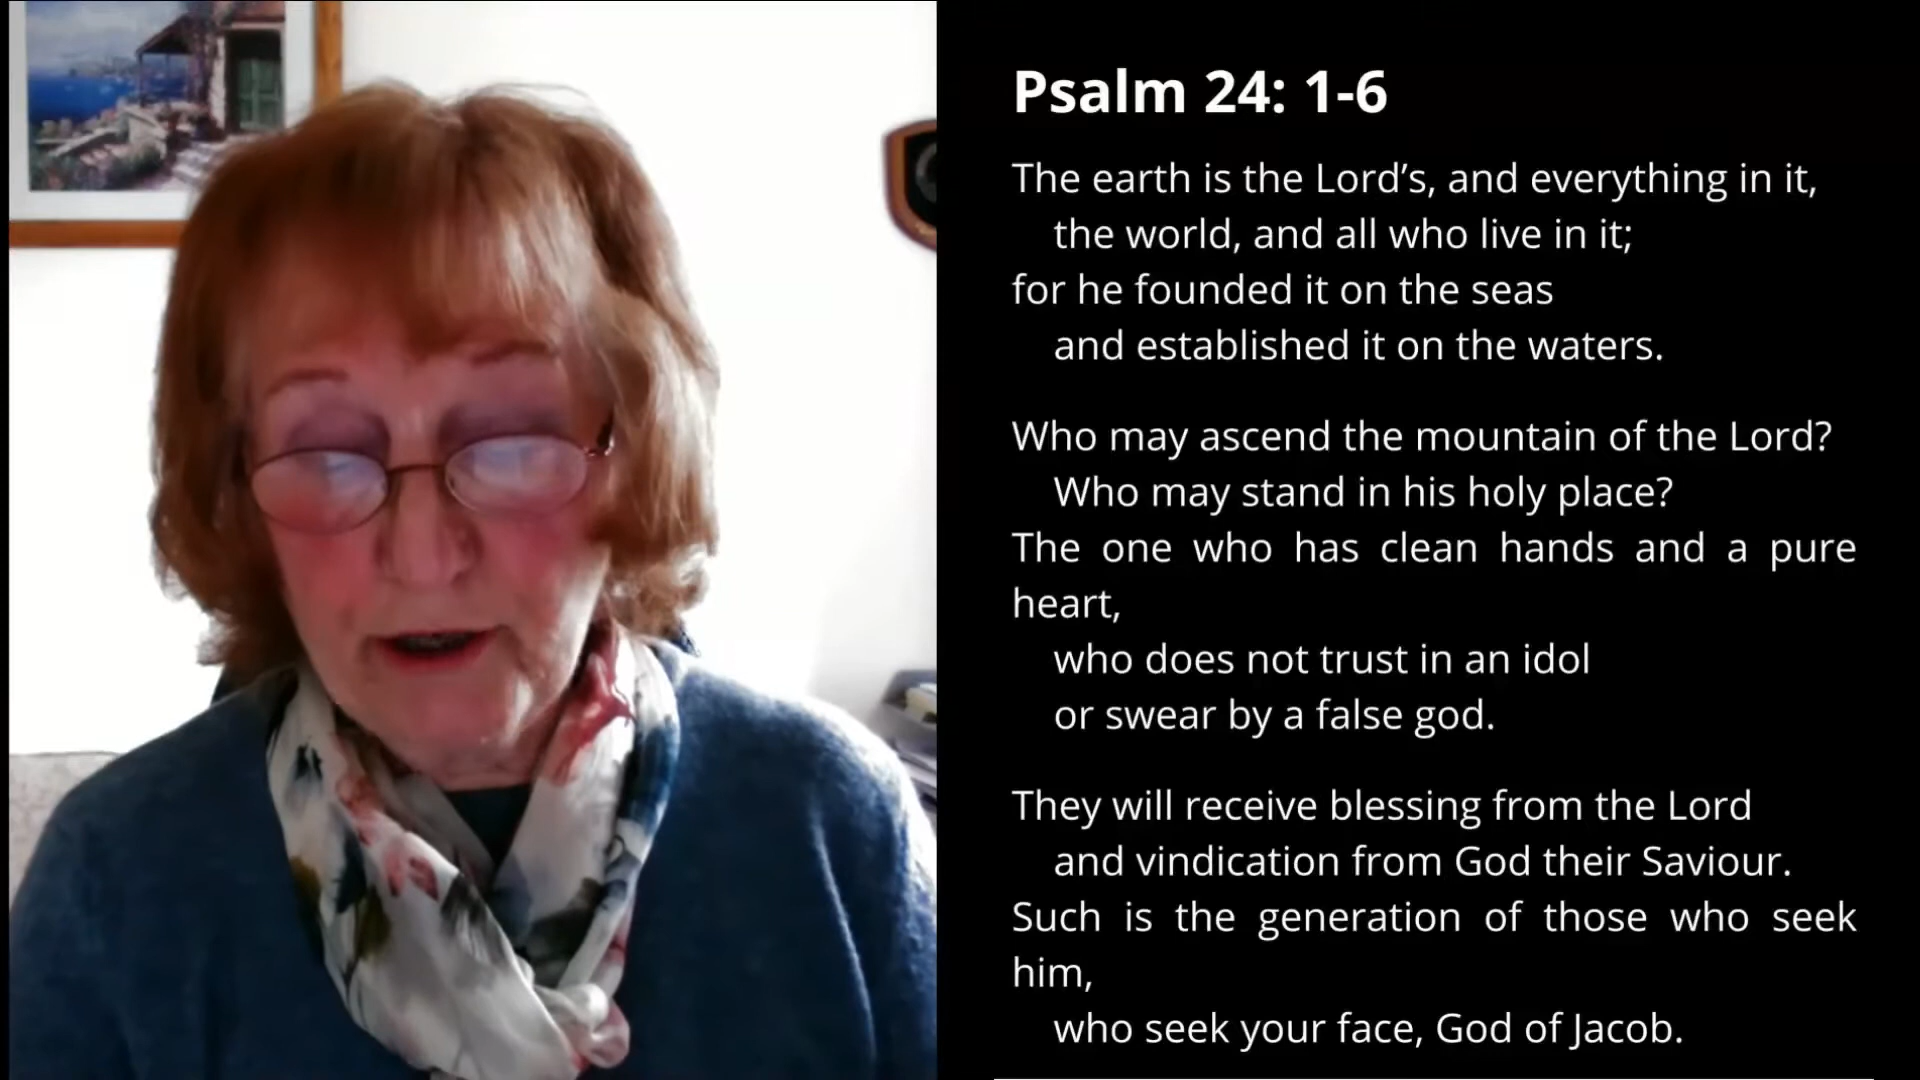 Psalm 24: 1-6
The earth is the Lord’s, and everything in it,
the world, and all who live in it;
for he founded it on the seas
and established it on the waters.
Who may ascend the mountain of the Lord?
Who may stand in his holy place?
The one who has clean hands and a pure
heart,
who does not trust in an idol
or swear by a false god.
They will receive blessing from the Lord
and vindication from God their Saviour.
Such is the generation of those who seek
him,
who seek your face, God of Jacob.